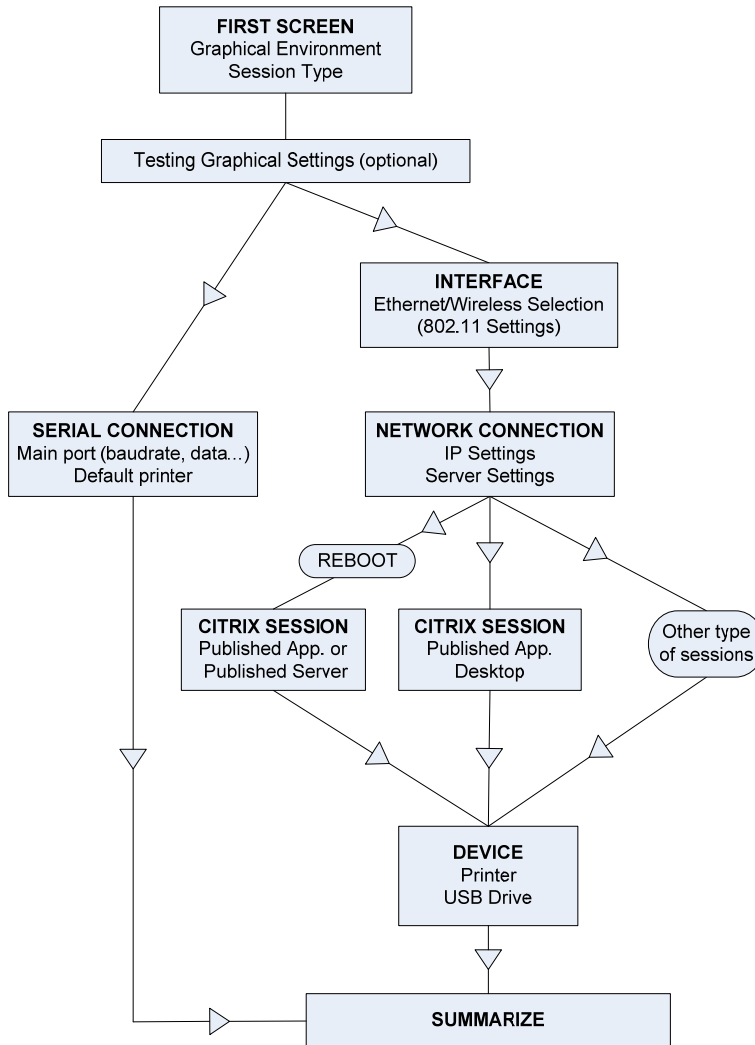 FIRST SCREEN
Graphical Environment
Session Type
Testing Graphical Settings (optional)
INTERFACE
Ethernet/Wireless Selection
(802.11 Settings)
SERIAL CONNECTION
Main port (baudrate, data...)
Default printer
NETWORK CONNECTION
IP Settings
Server Settings
REBOOT
CITRIX SESSION
Published App. or
Published Server
CITRIX SESSION
Published App.
Desktop
Other type
of sessions
DEVICE
Printer
USB Drive
SUMMARIZE